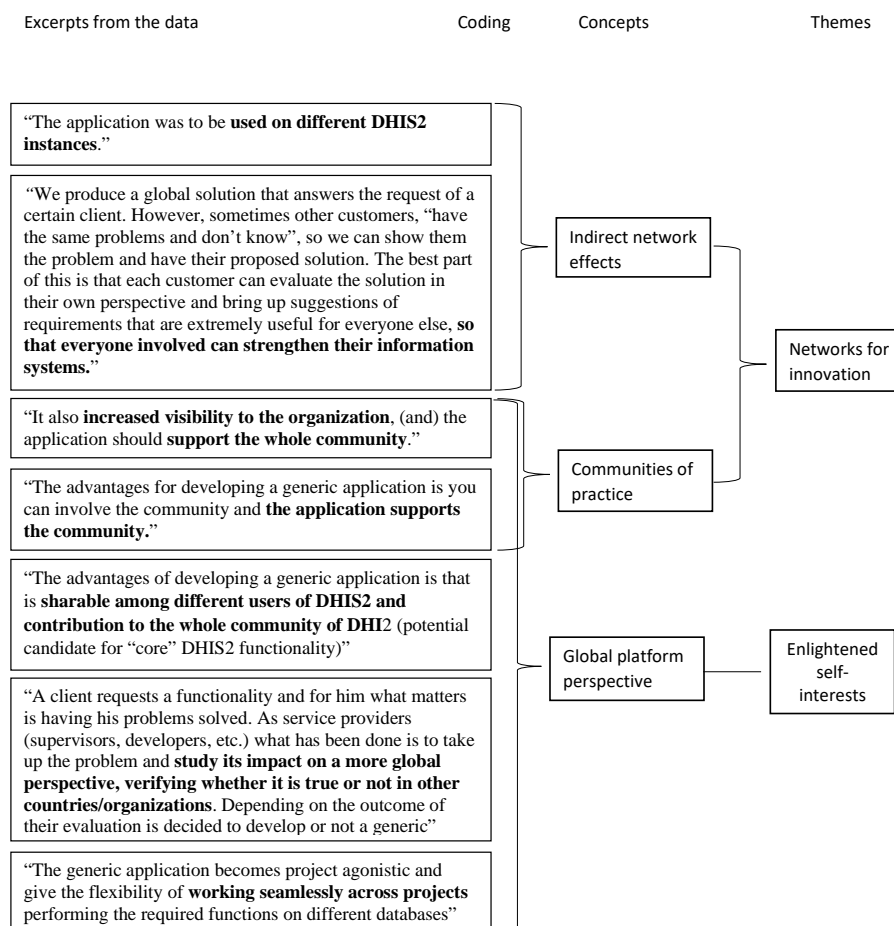 Excerpts from the data Coding Concepts Themes
“The application was to be used on different DHIS2
instances.”
“We produce a global solution that answers the request of a
certain client. However, sometimes other customers, “have
the same problems and don’t know”, so we can show them
the problem and have their proposed solution. The best
part of this is that each customer can evaluate the solution
in their own perspective and bring up suggestions of
requirements that are extremely useful for everyone else, so
that everyone involved can strengthen their information
systems.”
Indirect network
effects
Networks for
innovation
“It also increased visibility to the organization, (and) the
application should support the whole community.”
“The advantages for developing a generic application is you
can involve the community and the application supports
the community.”
Communities of
practice
“The advantages of developing a generic application is that
is sharable among different users of DHIS2 and
contribution to the whole community of DHI2 (potential
candidate for “core” DHIS2 functionality)”
“A client requests a functionality and for him what matters
is having his problems solved. As service providers
(supervisors, developers, etc.) what has been done is to take
up the problem and study its impact on a more global
perspective, verifying whether it is true or not in other
countries/organizations. Depending on the outcome of
their evaluation is decided to develop or not a generic”
“The generic application becomes project agonistic and
give the flexibility of working seamlessly across projects
performing the required functions on different databases”
Global platform
perspective
Enlightened
self-
interests